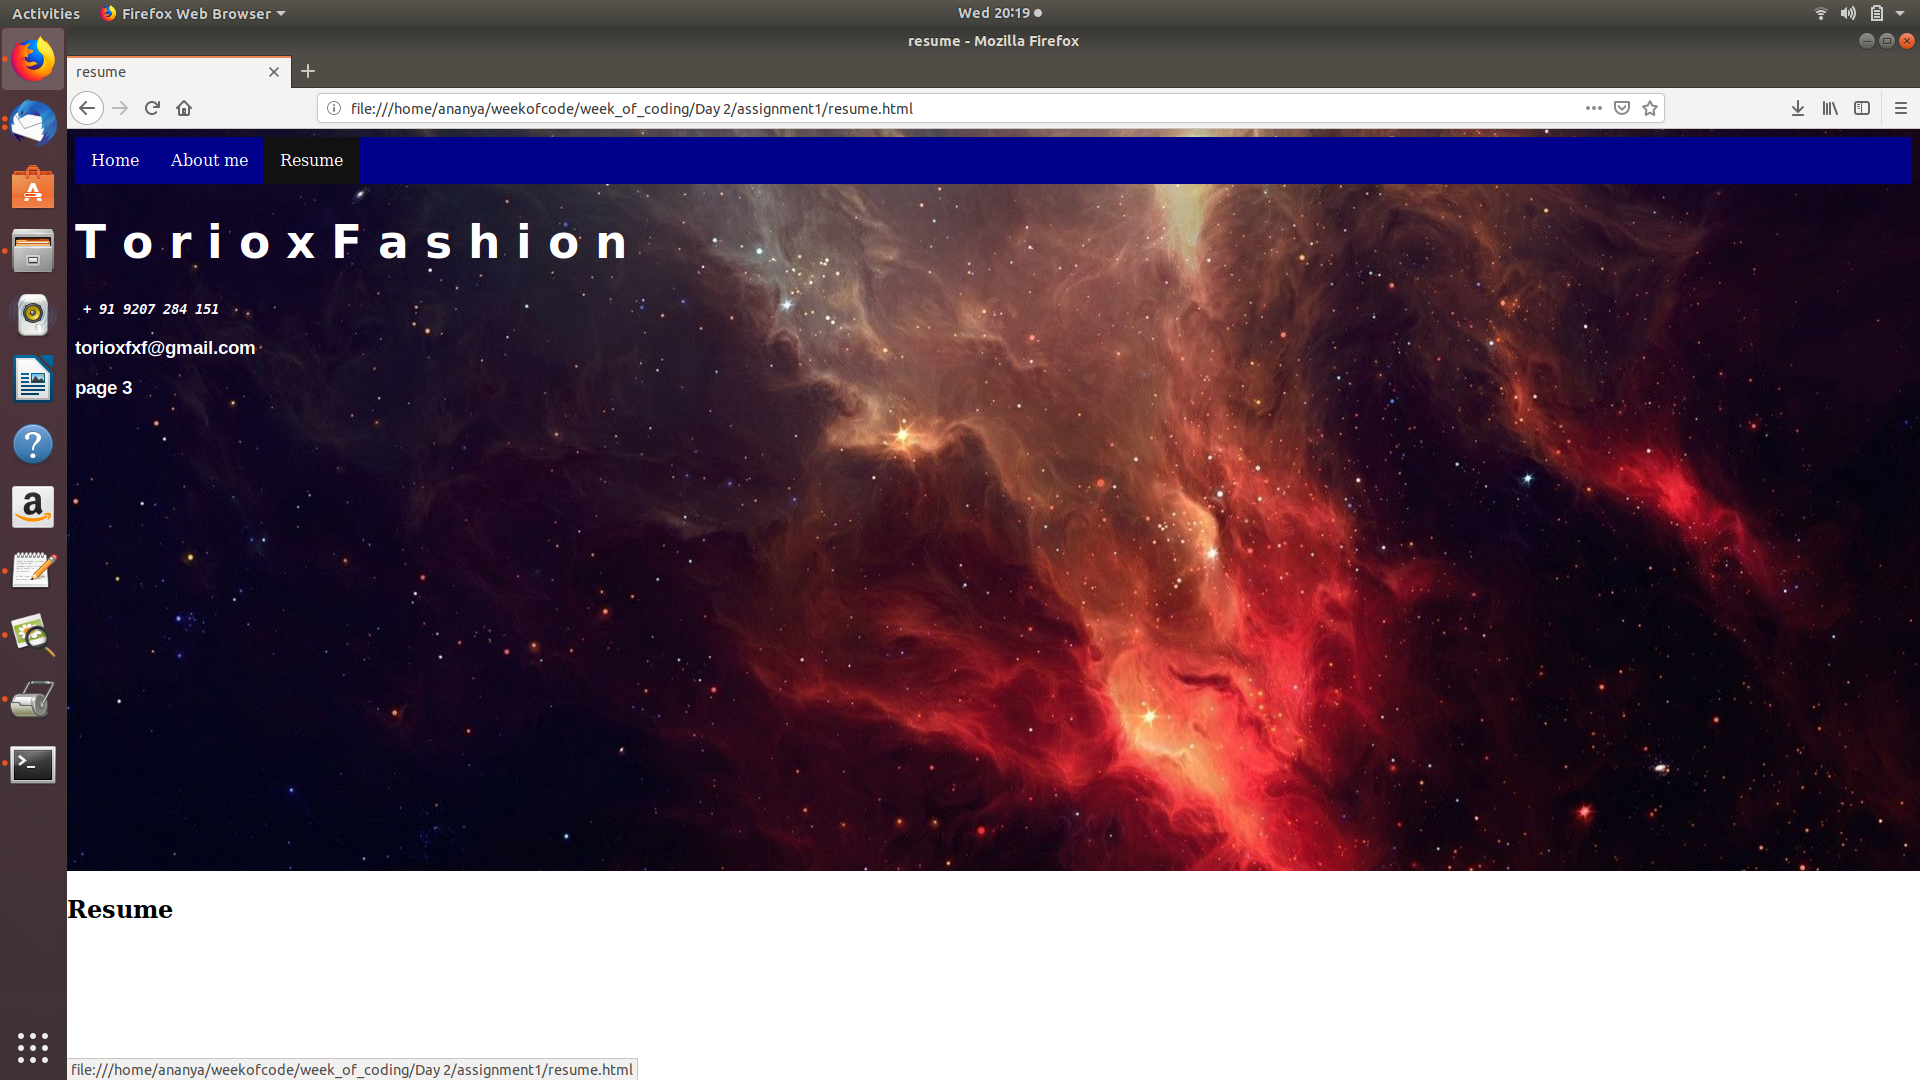 Activities Firefox Web Browser Wed 20:19
resume - Mozilla Firefox
resume
file:///home/ananya/weekofcode/week_of_coding/Day 2/assignment1/resume.html
Home About me Resume
T o r i o x F a s h i o n
+ 91 9207 284 151
torioxfxf@gmail.com
page 3
Resume
file:///home/ananya/weekofcode/week_of_coding/Day 2/assignment1/resume.html